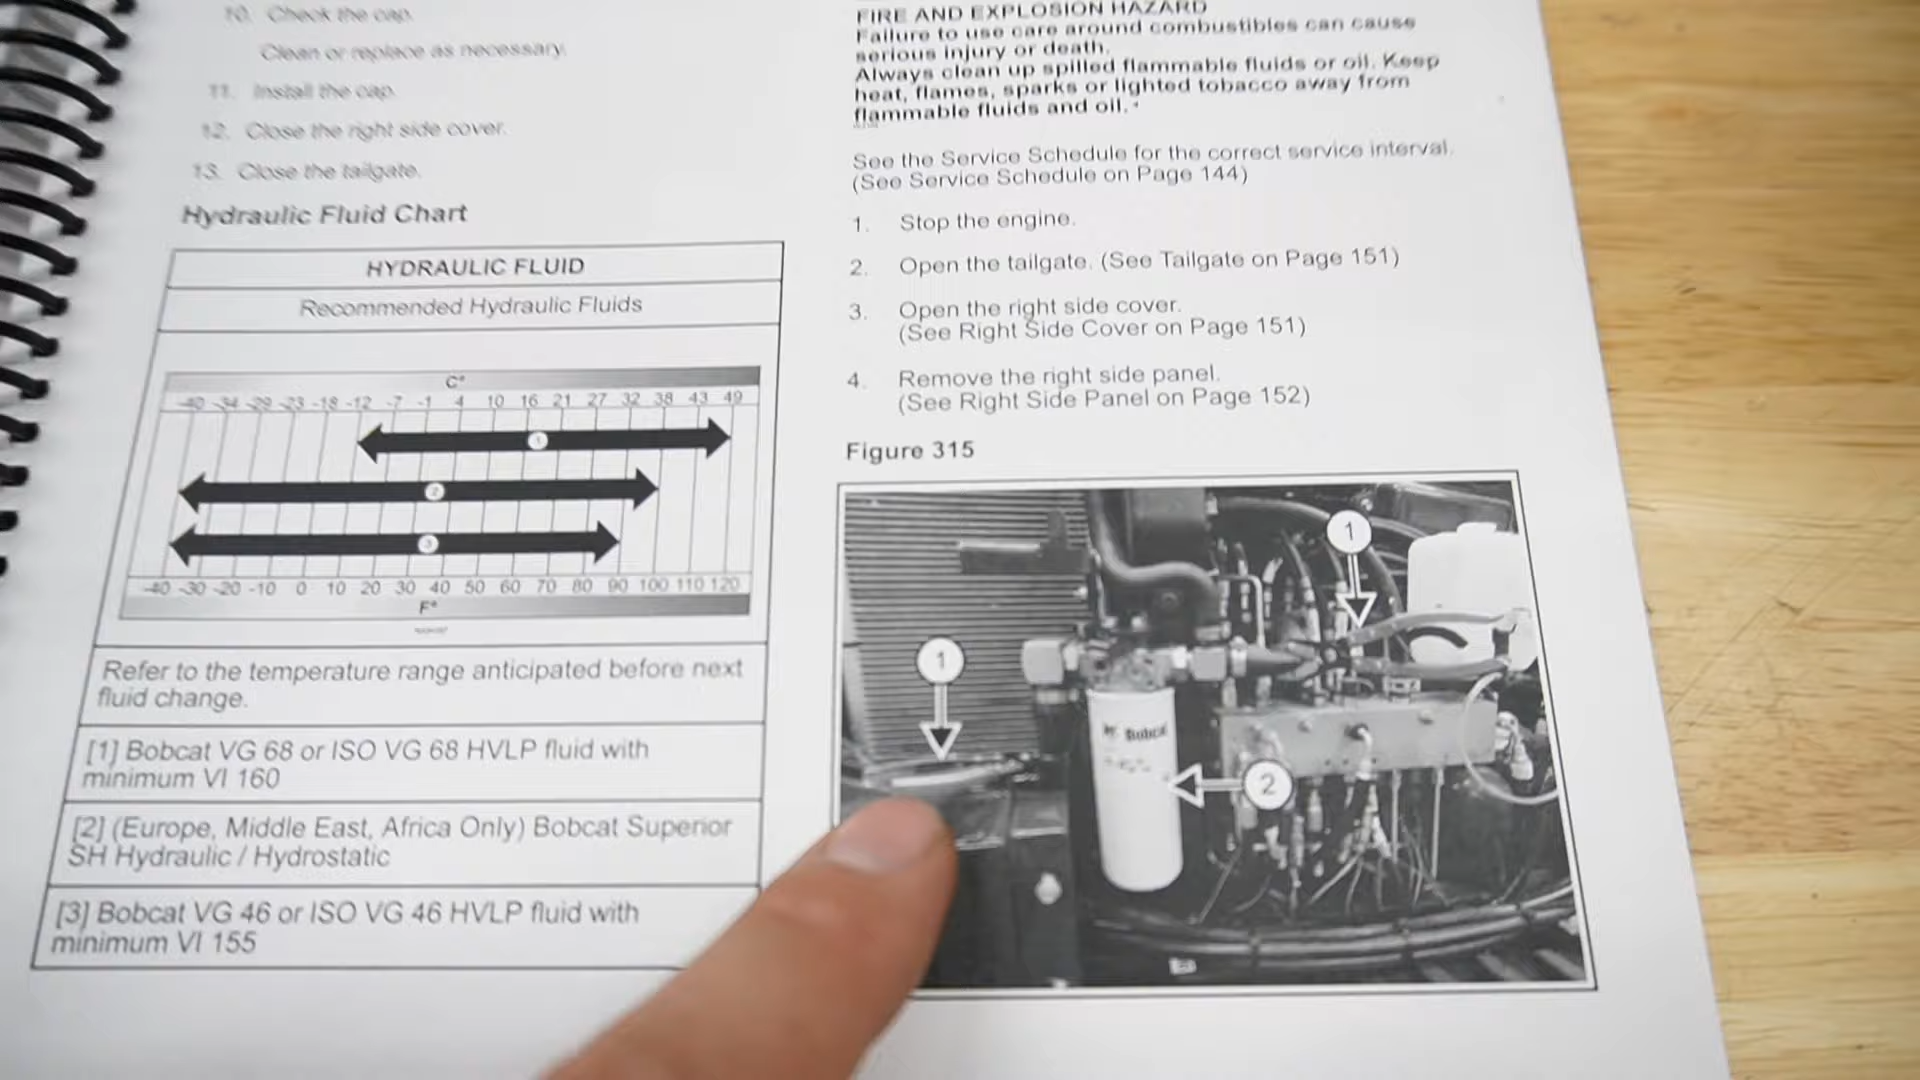 10. Check the cap.
Clean or replace as necessary.
11. Install the cap.
12. Close the right side cover.
13. Close the tailgate.
Hydraulic Fluid Chart
HYDRAULIC FLUID
Recommended Hydraulic Fluids
C°
-40 -34 -29 -23 -18 -12 -7 -1 4 10 16 21 27 32 38 43 49
1
2
3
-40 -30 -20 -10 0 10 20 30 40 50 60 70 80 90 100 110 120
F°
Refer to the temperature range anticipated before next
fluid change.
[1] Bobcat VG 68 or ISO VG 68 HVLP fluid with
minimum VI 160
[2] (Europe, Middle East, Africa Only) Bobcat Superior
SH Hydraulic / Hydrostatic
[3] Bobcat VG 46 or ISO VG 46 HVLP fluid with
minimum VI 155
FIRE AND EXPLOSION HAZARD
Failure to use care around combustibles can cause
serious injury or death.
Always clean up spilled flammable fluids or oil. Keep
heat, flames, sparks or lighted tobacco away from
flammable fluids and oil.
See the Service Schedule for the correct service interval.
(See Service Schedule on Page 144)
1. Stop the engine.
2. Open the tailgate. (See Tailgate on Page 151)
3. Open the right side cover.
(See Right Side Cover on Page 151)
4. Remove the right side panel.
(See Right Side Panel on Page 152)
Figure 315
1
1
Bobcat
2